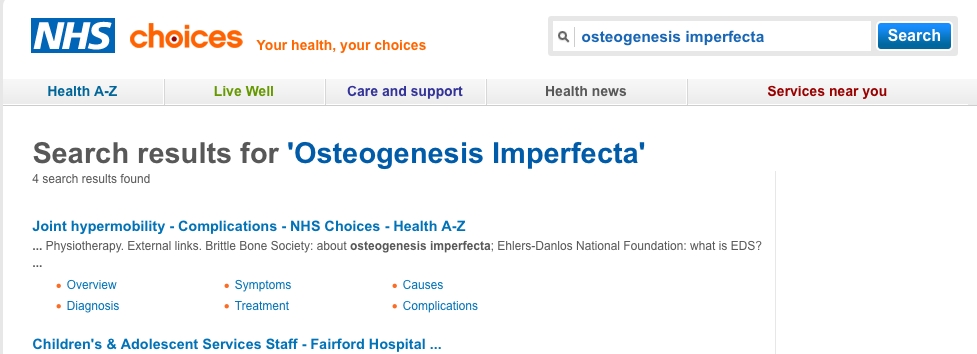 NHS choices Your health, your choices
osteogenesis imperfecta Search
Health A-Z Live Well Care and support Health news Services near you
Search results for 'Osteogenesis Imperfecta'
4 search results found
Joint hypermobility - Complications - NHS Choices - Health A-Z
... Physiotherapy. External links. Brittle Bone Society: about osteogenesis imperfecta; Ehlers-Danlos National Foundation: what is EDS?
...
• Overview • Symptoms • Causes
• Diagnosis • Treatment • Complications
Children's & Adolescent Services Staff - Fairford Hospital ...